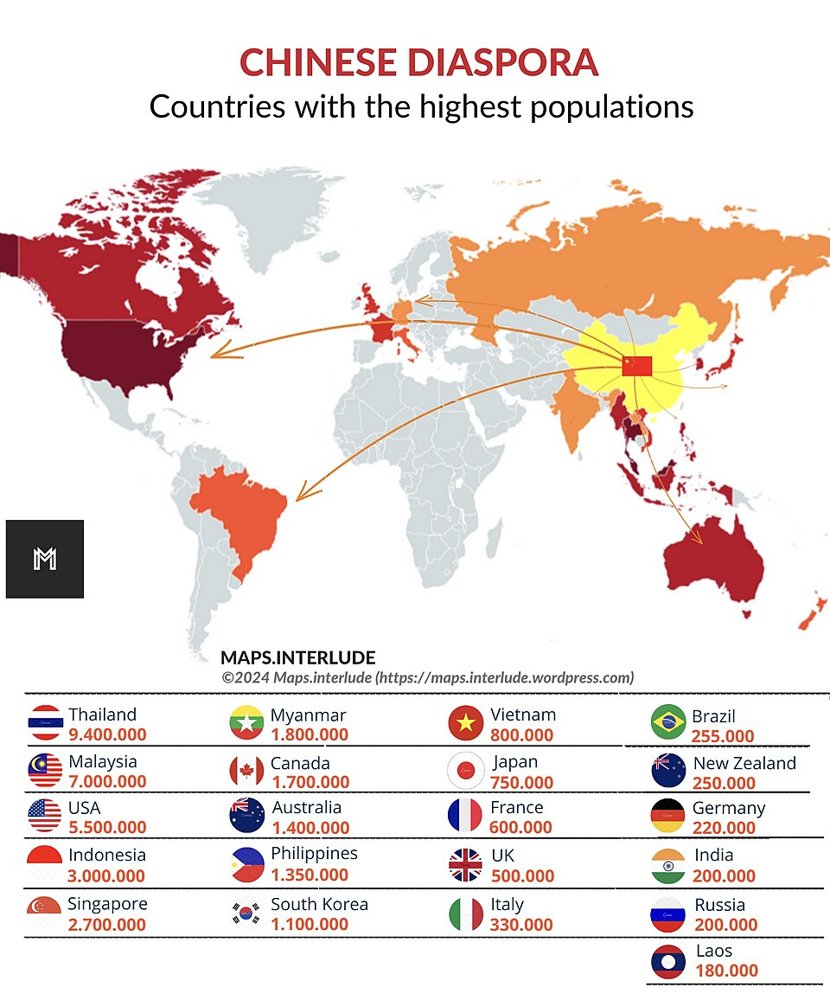 CHINESE DIASPORA
Countries with the highest populations
MAPS.INTERLUDE
©2024 Maps.interlude (https://maps.interlude.wordpress.com)
Thailand
9.400.000
Malaysia
7.000.000
USA
5.500.000
Indonesia
3.000.000
Singapore
2.700.000
Myanmar
1.800.000
Canada
1.700.000
Australia
1.400.000
Philippines
1.350.000
South Korea
1.100.000
Vietnam
800.000
Japan
750.000
France
600.000
UK
500.000
Italy
330.000
Brazil
255.000
New Zealand
250.000
Germany
220.000
India
200.000
Russia
200.000
Laos
180.000